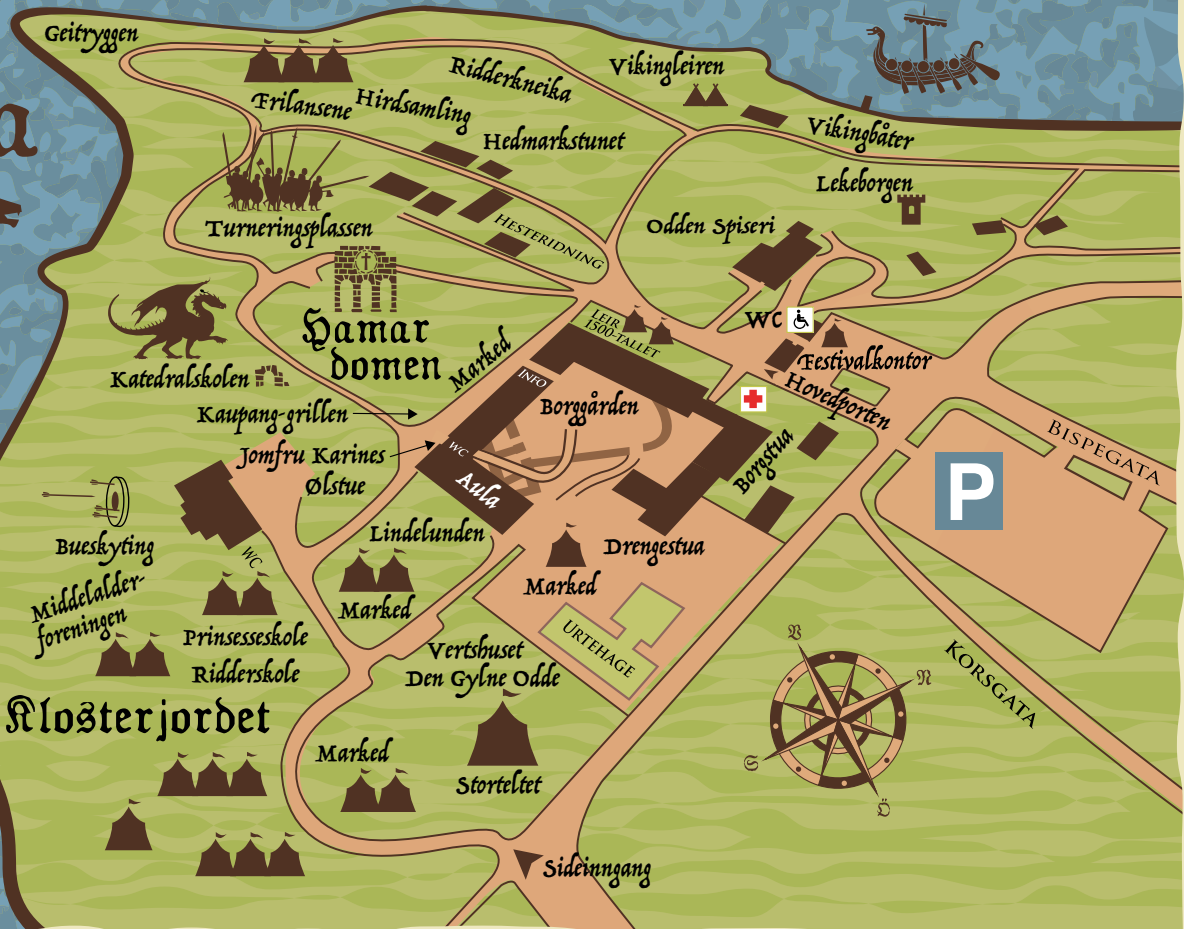 Geitryggen
Ridderkneika
Vikingleiren
Frilansene
Hirdsamling
Hedmarkstunet
Vikingbåter
Lekeborgen
Turneringsplassen
HESTERIDNING
Odden Spiseri
Hamar
domen
LEIR
1500-TALLET
WC
Festivalkontor
Marked
INFO
Katedralskolen
Kaupang-grillen
Borggården
Hovedporten
Jomfru Karines
Ølstue
WC
Aula
Borgstua
BISPEGATA
P
Bueskyting
WC
Lindelunden
Drengestua
Marked
Marked
Middelalder-
foreningen
Prinsesseskole
Ridderskole
Vertshuset
Den Gylne Odde
URTEHAGE
KORSGATA
V
N
S
Ö
Klosterjordet
Marked
Storteltet
Sideinngang